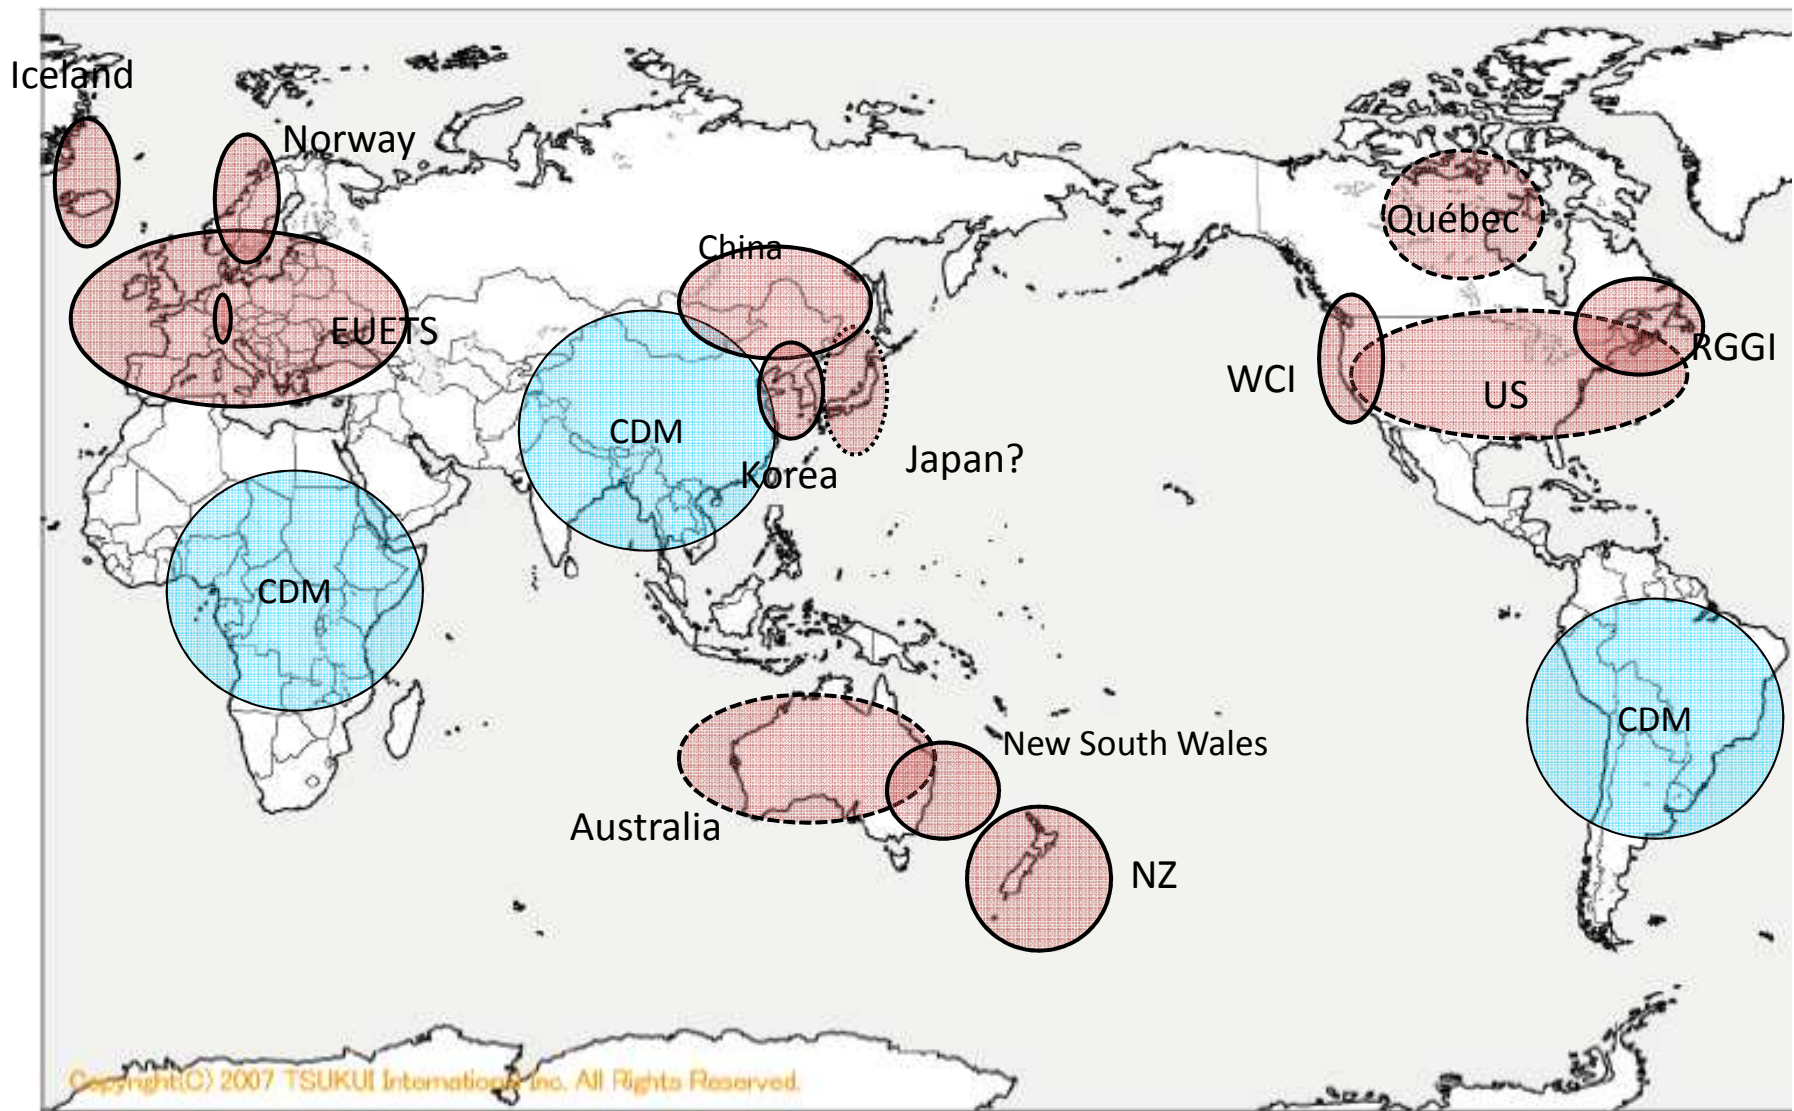 Iceland
Norway
China
Québec
EUETS
RGGI
WCI
US
CDM
Korea
Japan?
CDM
CDM
New South Wales
Australia
NZ
Copyright(C) 2007 TSUKUI International Inc. All Rights Reserved.